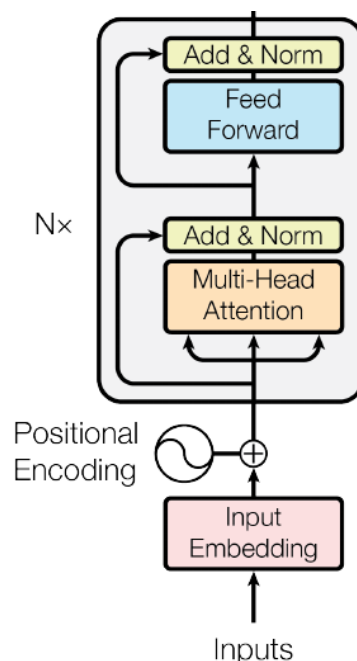 Add & Norm
Feed
Forward
N×
Add & Norm
Multi-Head
Attention
Positional
Encoding
Input
Embedding
Inputs